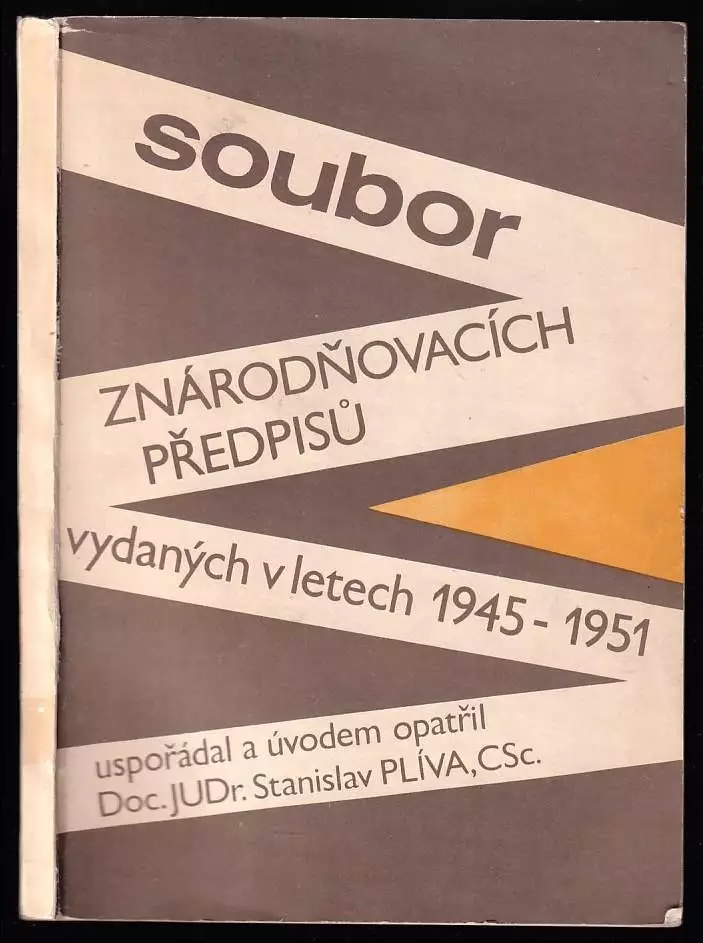 soubor
ZNÁRODŇOVACÍCH
PŘEDPISŮ
vydaných v letech 1945 - 1951
uspořádal a úvodem opatřil
Doc. JUDr. Stanislav PLÍVA, CSc.